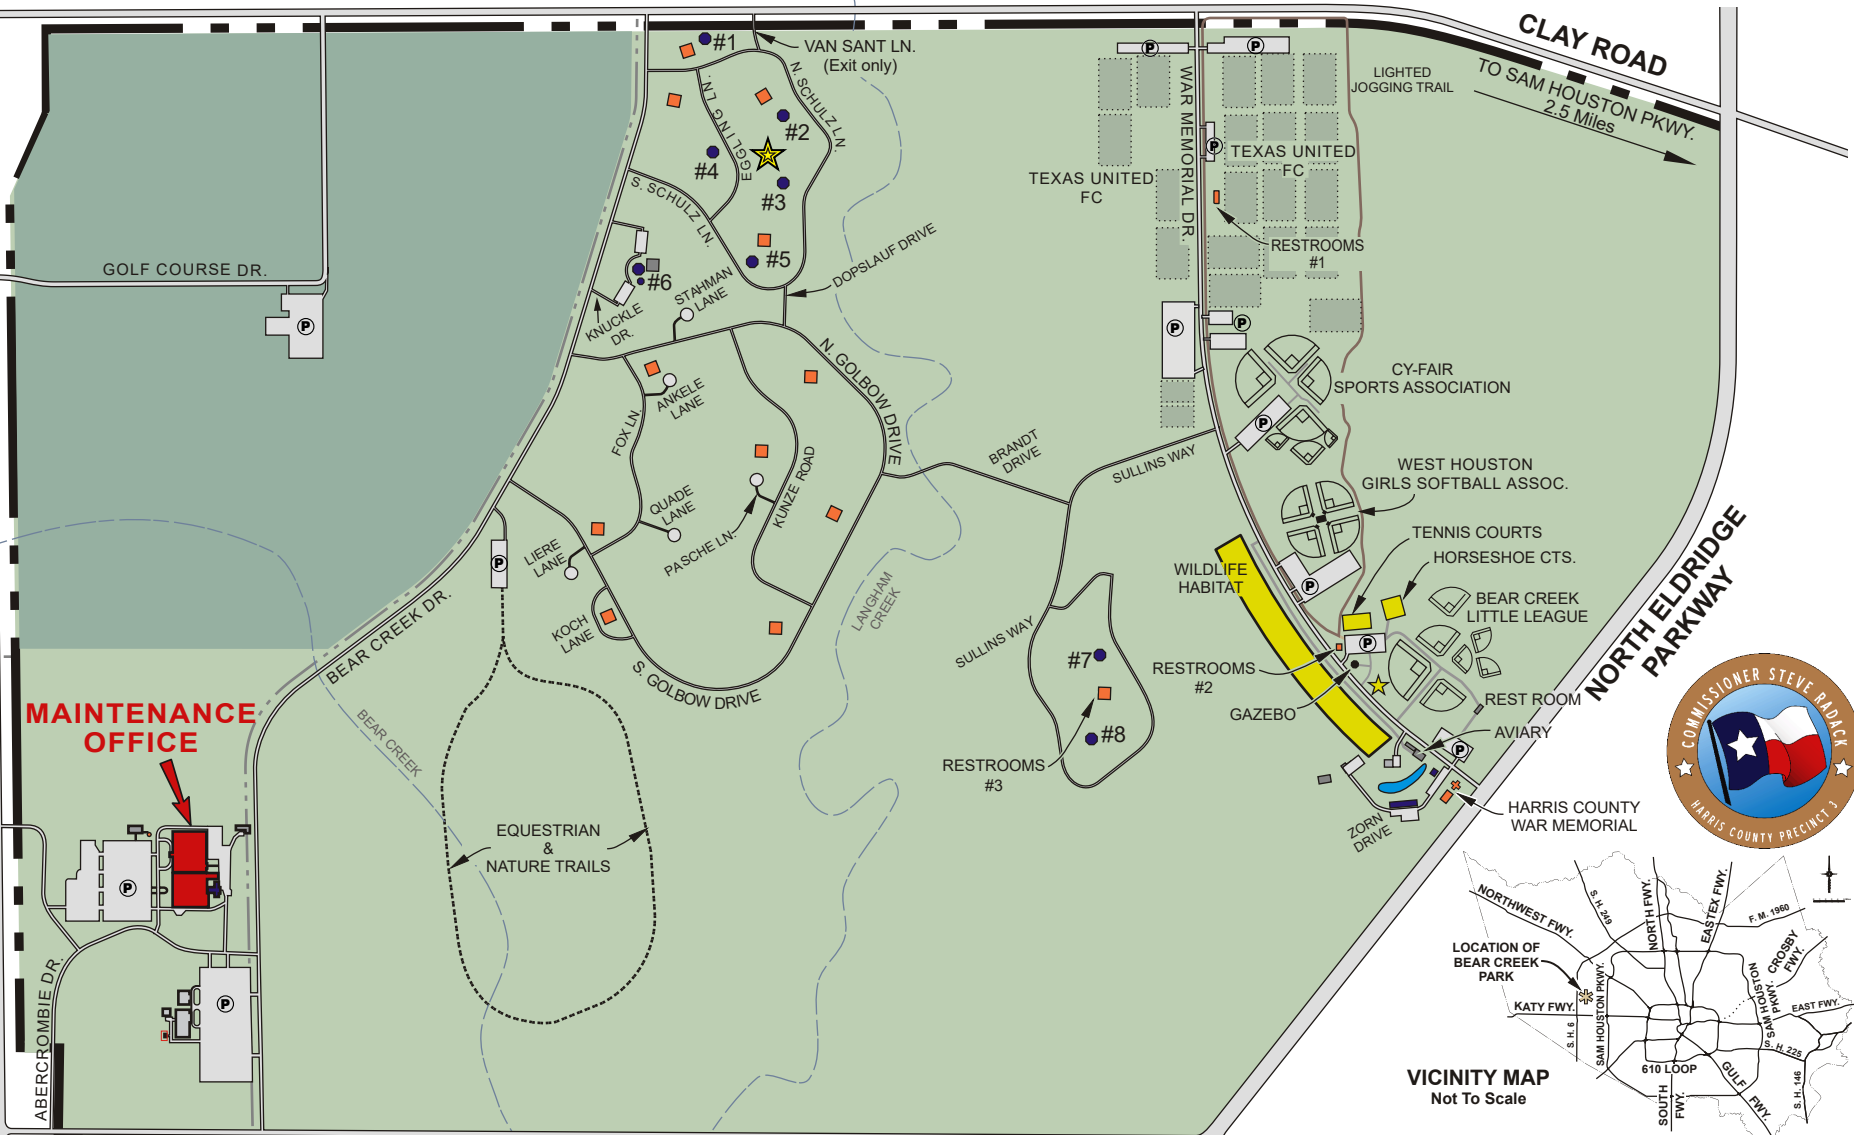 CLAY ROAD
TO SAM HOUSTON PKWY.
2.5 Miles
VAN SANT LN.
(Exit only)
#1
N. SCHULZ LN.
EGGLING LN.
#2
#4
#3
S. SCHULZ LN.
#5
#6
KNUCKLE
DR.
STAHMAN
LANE
DOPSLAUF DRIVE
GOLF COURSE DR.
P
WAR MEMORIAL DR.
P
P
P
LIGHTED
JOGGING TRAIL
TEXAS UNITED
FC
TEXAS UNITED
FC
RESTROOMS
#1
P
P
CY-FAIR
SPORTS ASSOCIATION
P
N. GOLBOW DRIVE
ANKELE
LANE
FOX LN.
KUNZE ROAD
QUADE
LANE
PASCHE LN.
LIERE
LANE
KOCH
LANE
S. GOLBOW DRIVE
BRANDT
DRIVE
SULLINS WAY
LANGHAM
CREEK
SULLINS WAY
#7
#8
RESTROOMS
#3
WEST HOUSTON
GIRLS SOFTBALL ASSOC.
TENNIS COURTS
HORSESHOE CTS.
WILDLIFE
HABITAT
P
BEAR CREEK
LITTLE LEAGUE
P
RESTROOMS
#2
GAZEBO
REST ROOM
AVIARY
P
ZORN
DRIVE
HARRIS COUNTY
WAR MEMORIAL
NORTH ELDRIDGE
PARKWAY
P
BEAR CREEK DR.
BEAR CREEK
EQUESTRIAN
&
NATURE TRAILS
MAINTENANCE
OFFICE
P
P
ABERCROMBIE DR.
COMMISSIONER STEVE RADACK
HARRIS COUNTY PRECINCT 3
NORTHWEST FWY.
S. H. 249
NORTH FWY.
EASTEX FWY.
F. M. 1960
CROSBY
FWY.
LOCATION OF
BEAR CREEK
PARK
KATY FWY.
S. H. 6
SAM HOUSTON PKWY.
SAM HOUSTON
PKWY.
EAST FWY.
S. H. 225
S. H. 146
610 LOOP
GULF
FWY.
SOUTH
FWY.
VICINITY MAP
Not To Scale